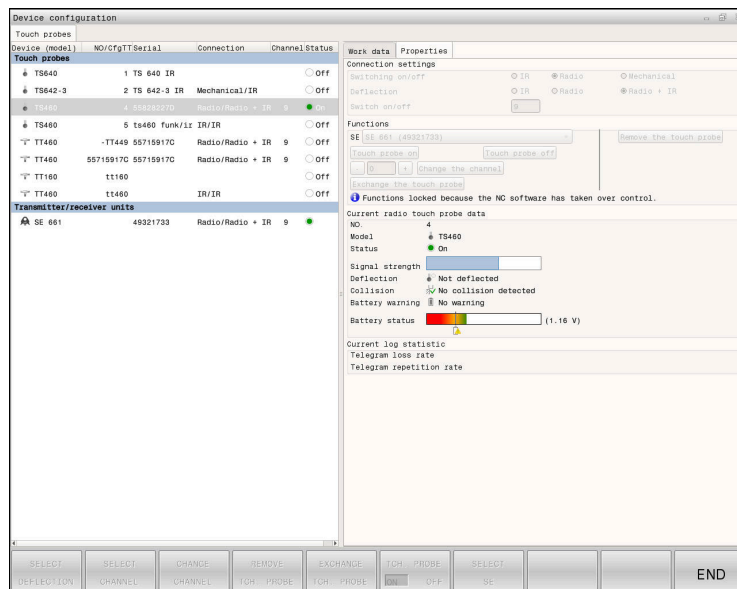 Device configuration
Touch probes
Device (model) NO/CfgTT Serial Connection Channel Status
Touch probes
TS640 1 TS 640 IR Off
TS642-3 2 TS 642-3 IR Mechanical/IR Off
TS460 4 Radio/Radio + IR 9 On
TS460 5 ts460 funk/ir IR/IR Off
TT460 -TT449 55715917C Radio/Radio + IR 9 Off
TT460 55715917C 55715917C Radio/Radio + IR 9 Off
TT160 tt160 Off
TT460 tt460 IR/IR Off
Transmitter/receiver units
SE 661 49321733 Radio/Radio + IR 9
Work data Properties
Connection settings
Switching on/off IR Radio Mechanical
Deflection IR Radio Radio + IR
Switch on/off 0
Functions
SE SE 661 (49321733) Remove the touch probe
Touch probe on Touch probe off
- 0 + Change the channel
Exchange the touch probe
Functions locked because the NC software has taken over control.
Current radio touch probe data
NO. 4
Model TS460
Status On
Signal strength
Deflection Not deflected
Collision No collision detected
Battery warning No warning
Battery status (1.16 V)
Current log statistic
Telegram loss rate
Telegram repetition rate
SELECT DEFLECTION
SELECT CHANNEL
CHANGE CHANNEL
REMOVE TCH. PROBE
EXCHANGE TCH. PROBE
TCH. PROBE ON OFF
SELECT SE
END